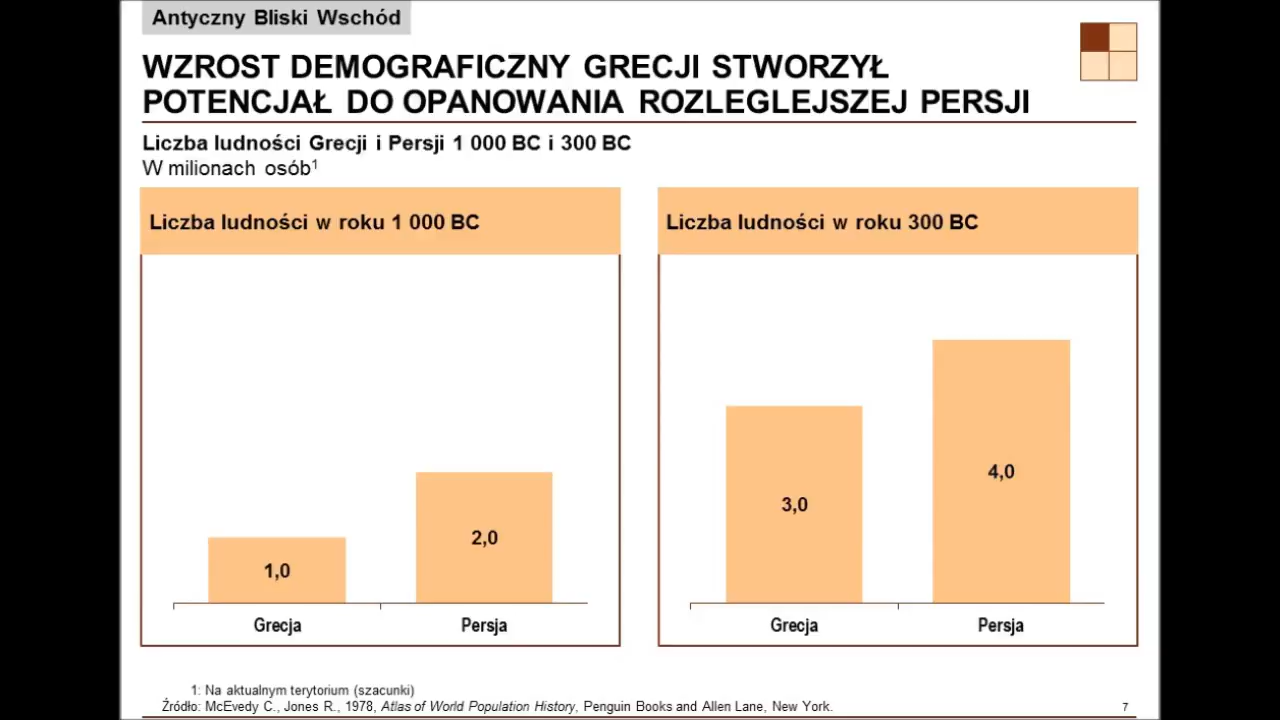 Antyczny Bliski Wschód
WZROST DEMOGRAFICZNY GRECJI STWORZYŁ
POTENCJAŁ DO OPANOWANIA ROZLEGLEJSZEJ PERSJI
Liczba ludności Grecji i Persji 1 000 BC i 300 BC
W milionach osób¹
Liczba ludności w roku 1 000 BC
1,0
2,0
Grecja
Persja
Liczba ludności w roku 300 BC
3,0
4,0
Grecja
Persja
1: Na aktualnym terytorium (szacunki)
Źródło: McEvedy C., Jones R., 1978, Atlas of World Population History, Penguin Books and Allen Lane, New York.
7